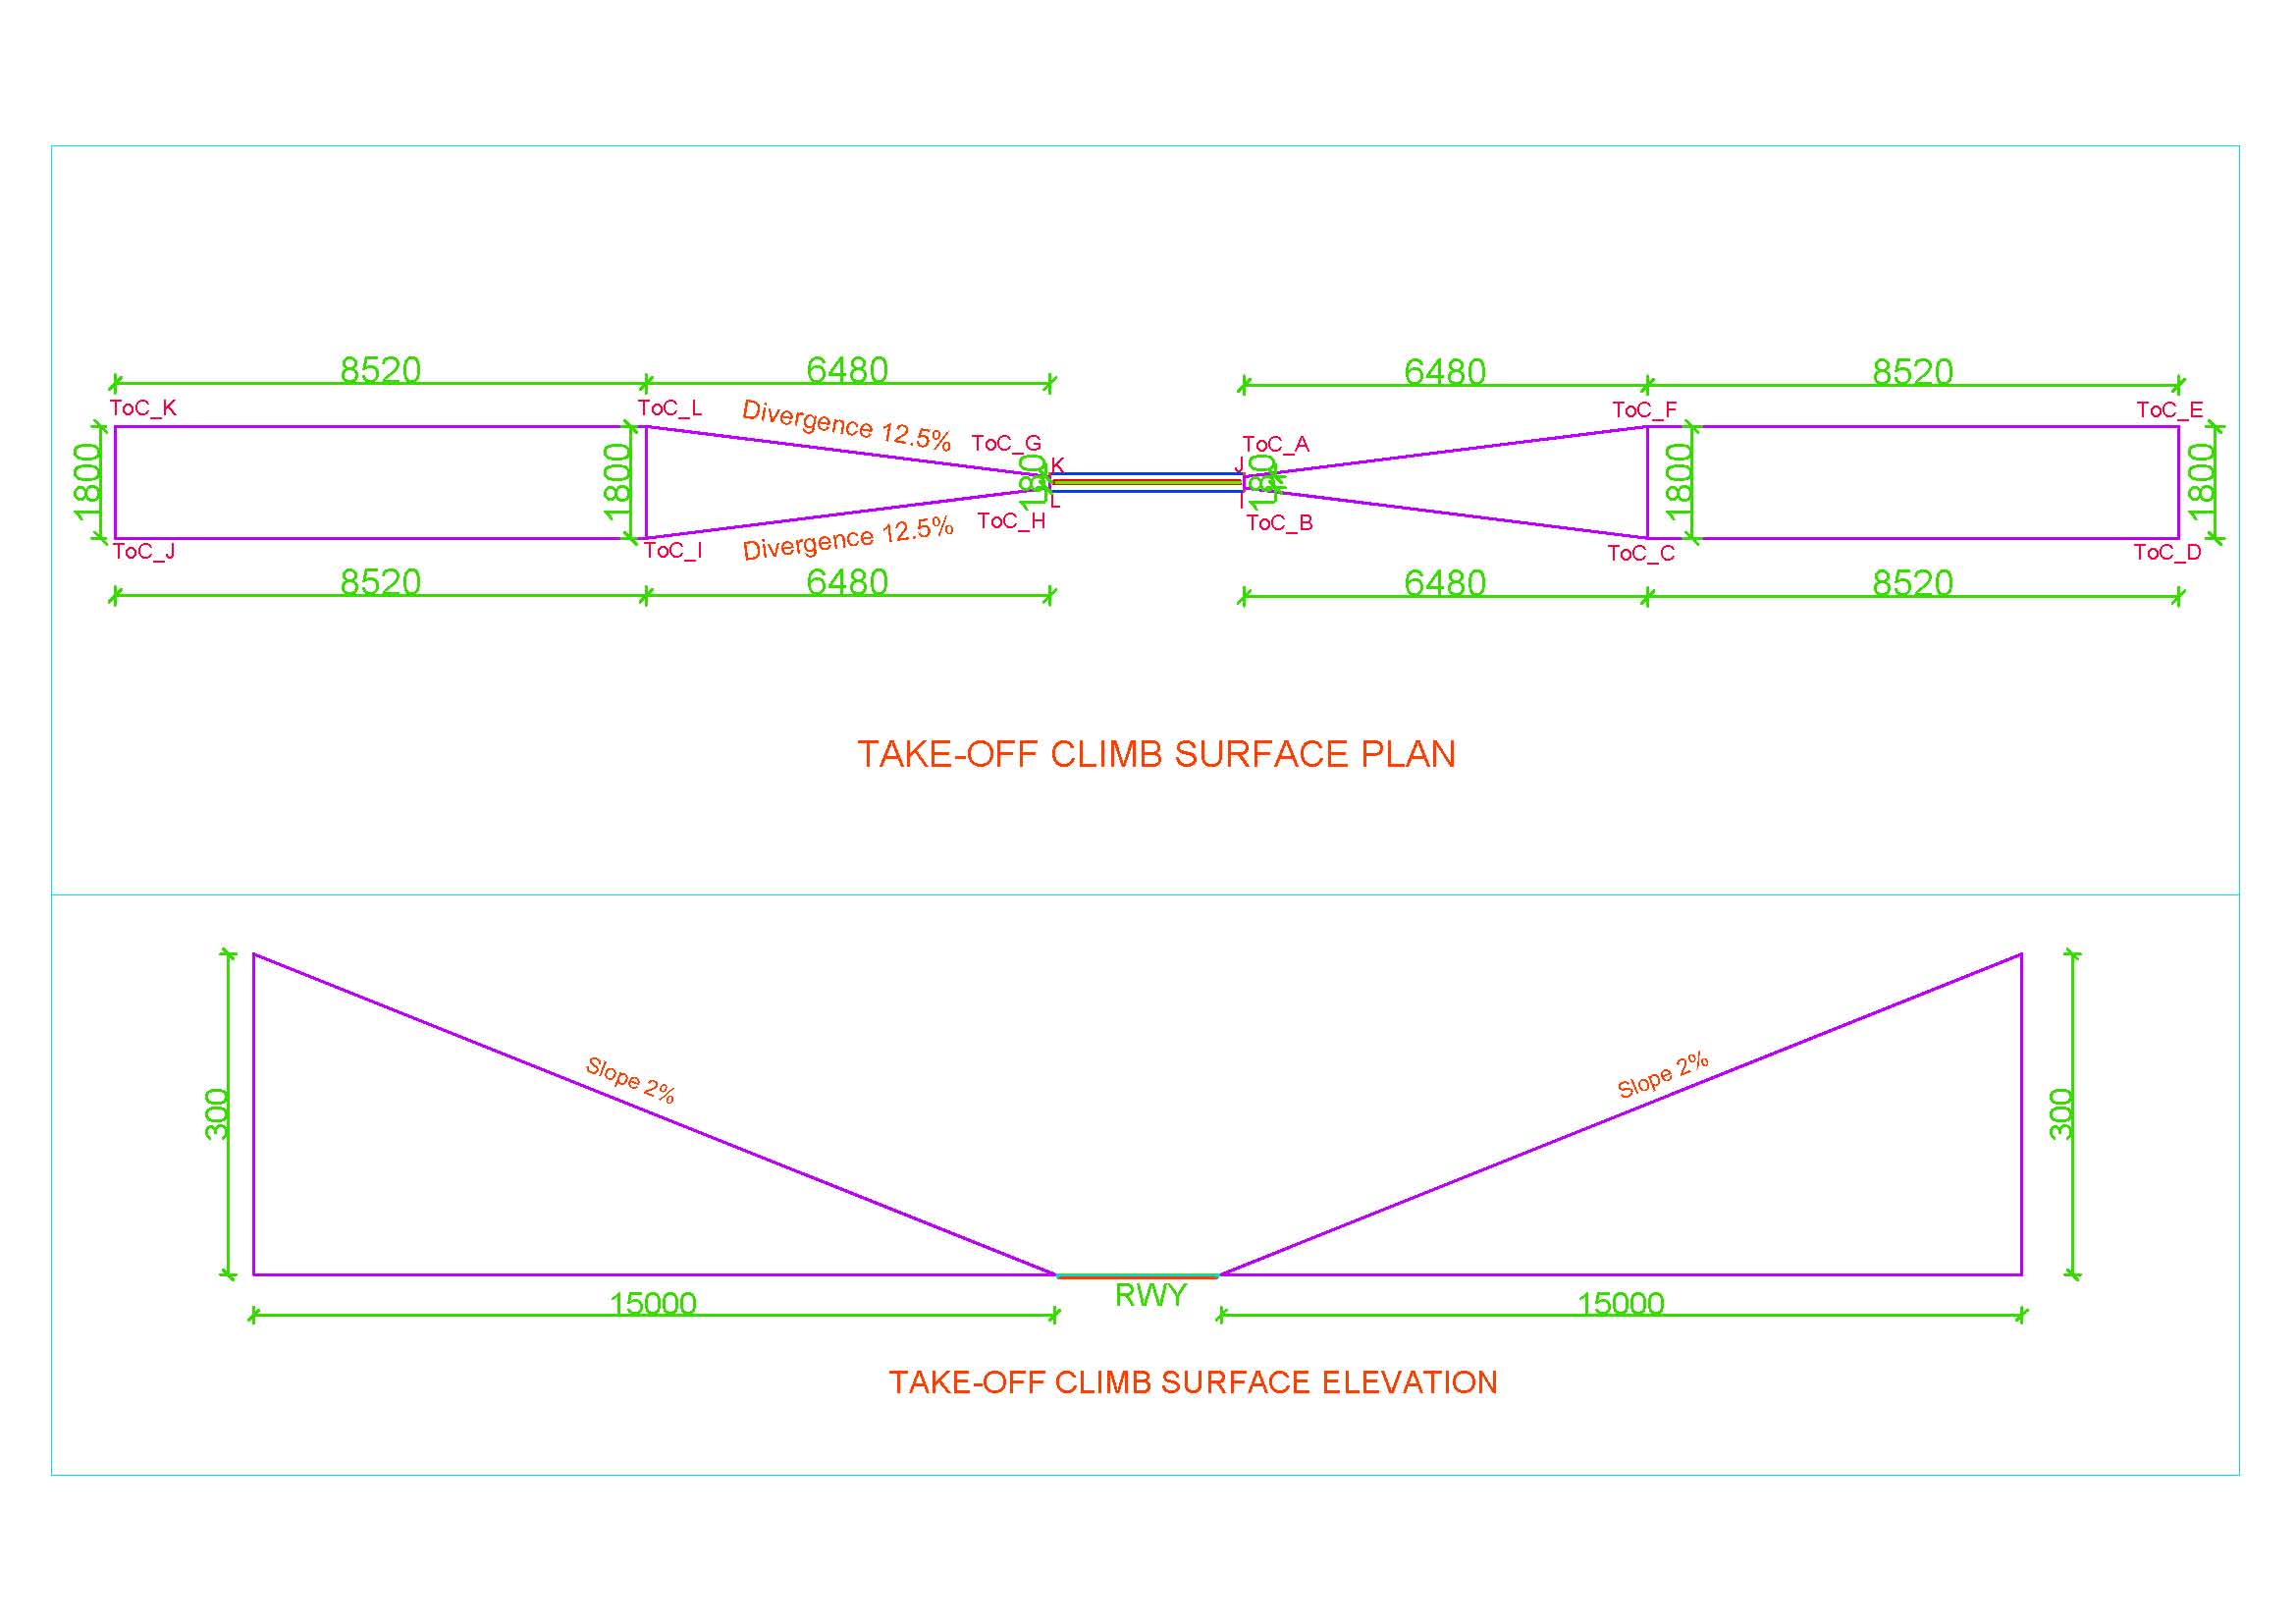 8520
6480
6480
8520
ToC_K
ToC_L
Divergence 12.5%
ToC_F
ToC_E
ToC_G
ToC_A
1800
1800
180
K
J
180
1800
1800
L
I
ToC_H
ToC_B
Divergence 12.5%
ToC_J
ToC_I
ToC_C
ToC_D
8520
6480
6480
8520
TAKE-OFF CLIMB SURFACE PLAN
Slope 2%
Slope 2%
300
300
RWY
15000
15000
TAKE-OFF CLIMB SURFACE ELEVATION